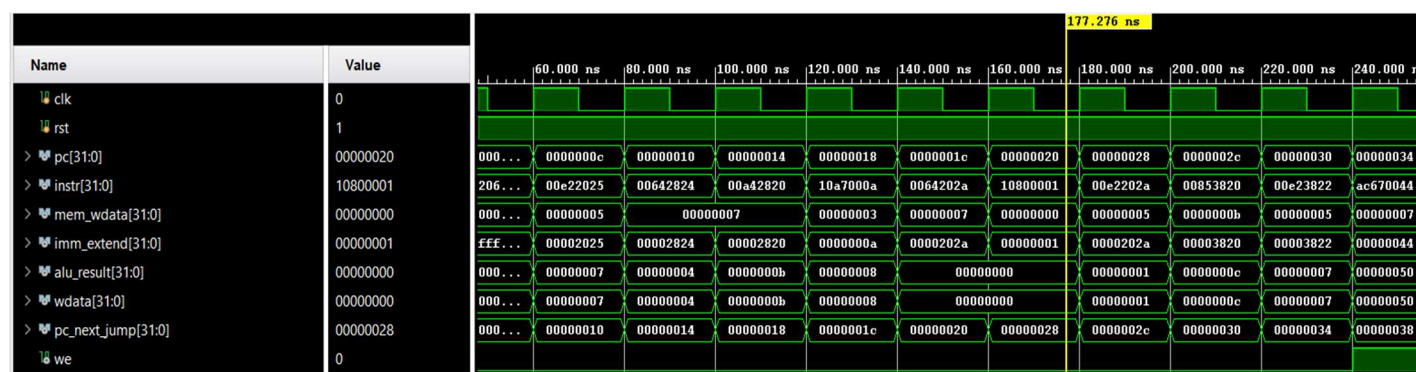 177.276 ns
Name Value
60.000 ns 80.000 ns 100.000 ns 120.000 ns 140.000 ns 160.000 ns 180.000 ns 200.000 ns 220.000 ns 240.000 n
clk 0
rst 1
pc[31:0] 00000020 000... 0000000c 00000010 00000014 00000018 0000001c 00000020 00000028 0000002c 00000030 00000034
instr[31:0] 10800001 206... 00e22025 00642824 00a42820 10a7000a 0064202a 10800001 00e2202a 00853820 00e23822 ac670044
mem_wdata[31:0] 00000000 000... 00000005 00000007 00000003 00000007 00000000 00000005 0000000b 00000005 00000007
imm_extend[31:0] 00000001 fff... 00002025 00002824 00002820 0000000a 0000202a 00000001 0000202a 00003820 00003822 00000044
alu_result[31:0] 00000000 000... 00000007 00000004 0000000b 00000008 00000000 00000001 0000000c 00000007 00000050
wdata[31:0] 00000000 000... 00000007 00000004 0000000b 00000008 00000000 00000001 0000000c 00000007 00000050
pc_next_jump[31:0] 00000028 000... 00000010 00000014 00000018 0000001c 00000020 00000028 0000002c 00000030 00000034 00000038
we 0